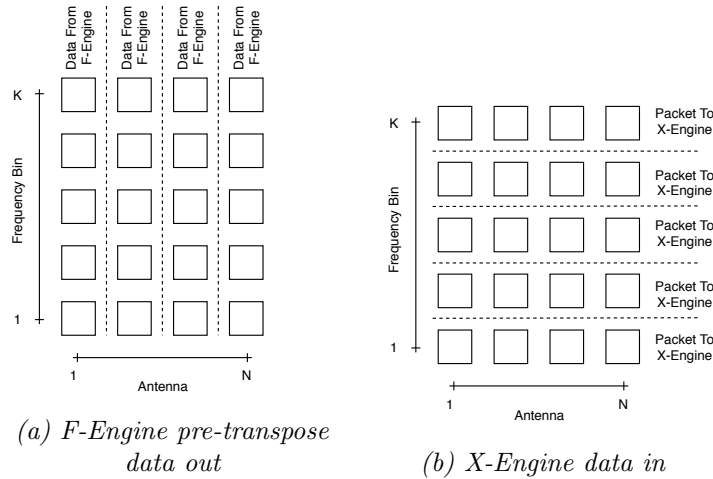 Data From
F-Engine
Data From
F-Engine
Data From
F-Engine
Data From
F-Engine
K
Frequency Bin
1
1
N
Antenna
(a) F-Engine pre-transpose
data out
K
Frequency Bin
1
Packet To
X-Engine
Packet To
X-Engine
Packet To
X-Engine
Packet To
X-Engine
Packet To
X-Engine
1
N
Antenna
(b) X-Engine data in